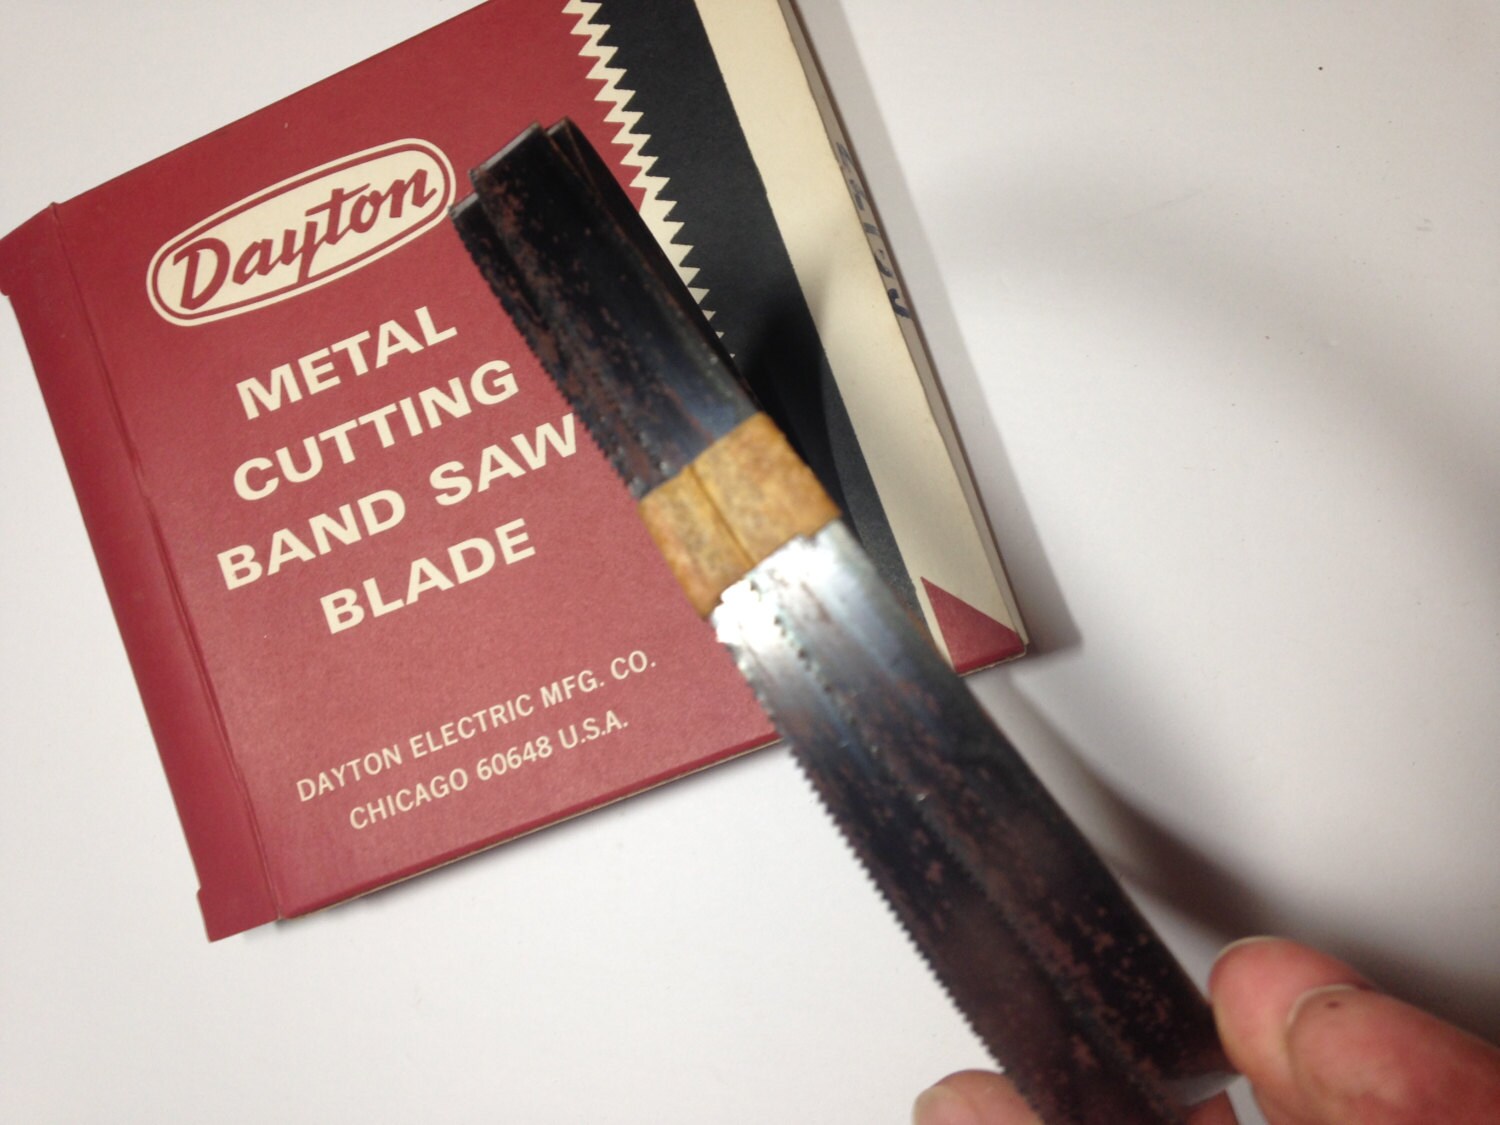 Dayton
METAL
CUTTING
BAND SAW
BLADE
DAYTON ELECTRIC MFG. CO.
CHICAGO 60648 U.S.A.